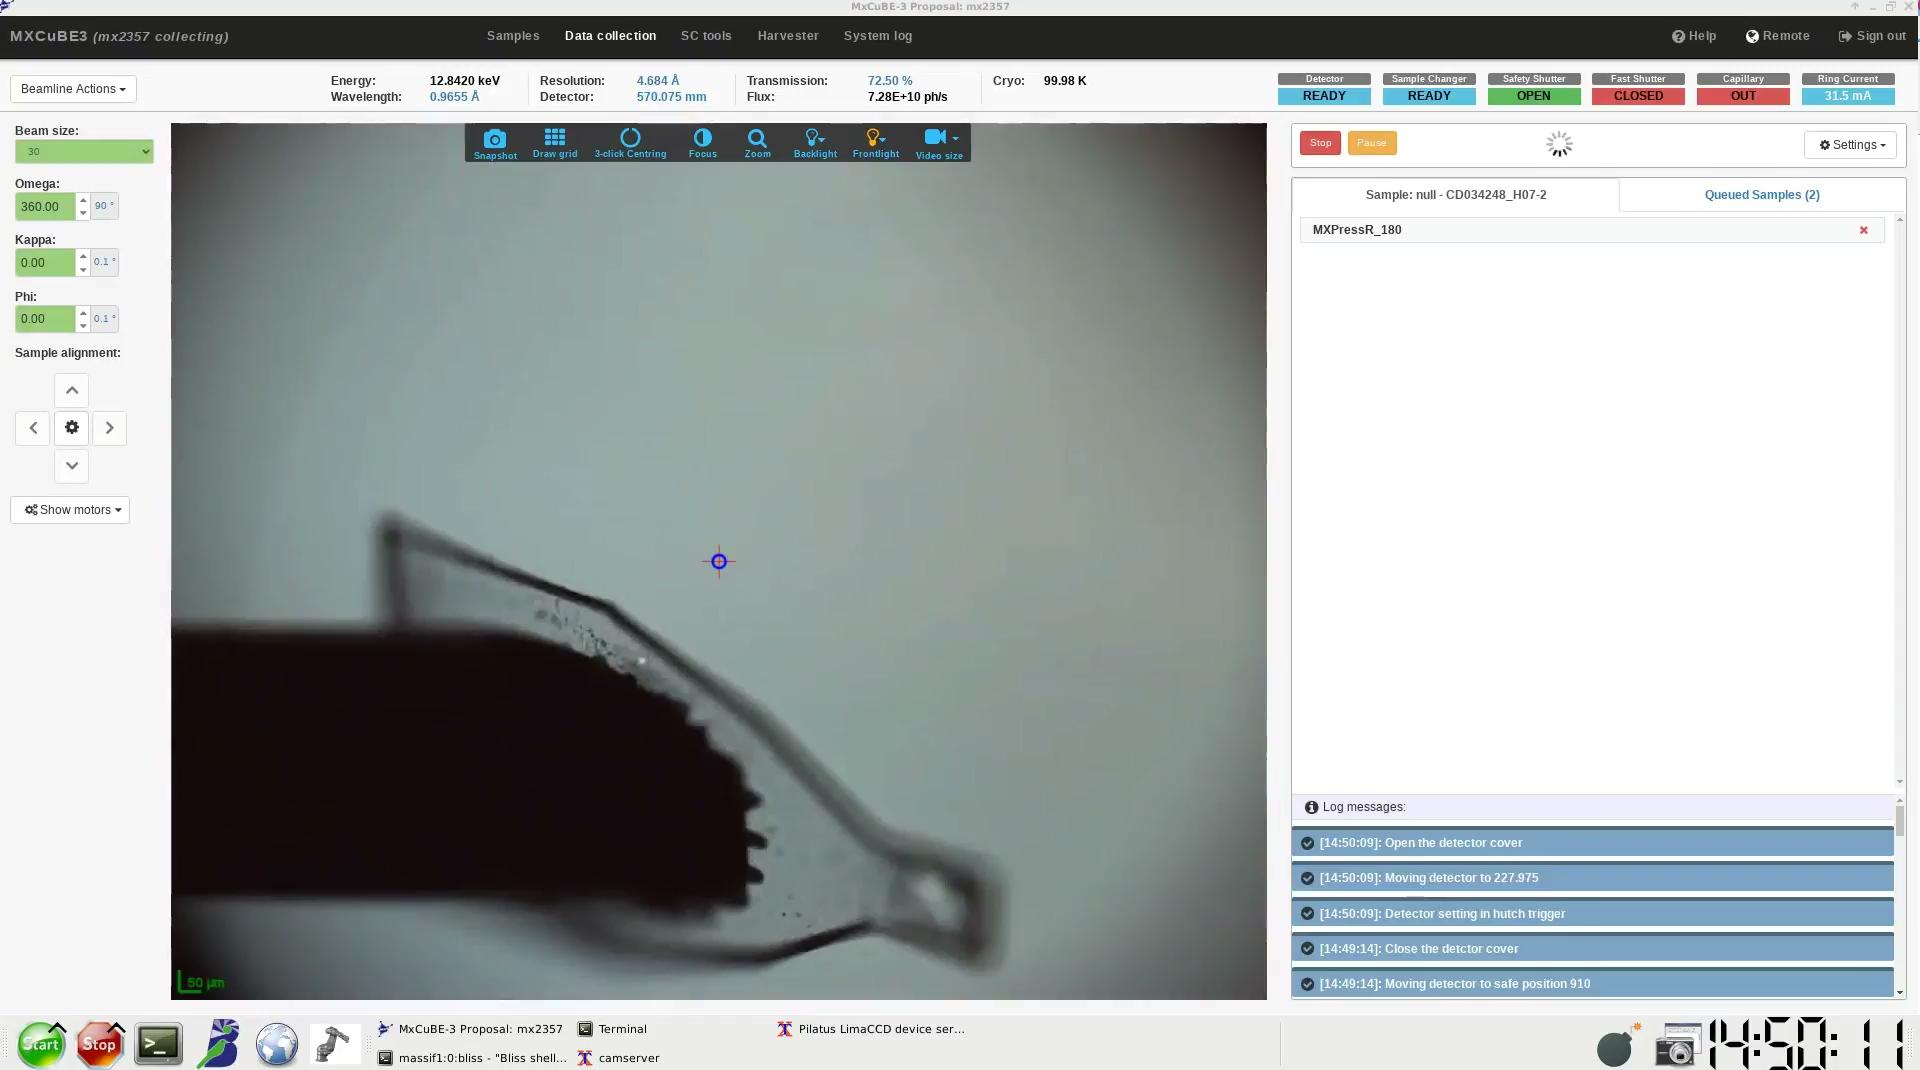 MxCuBE-3 Proposal: mx2357
MXCuBE3 (mx2357 collecting)
Samples
Data collection
SC tools
Harvester
System log
Help
Remote
Sign out
Beamline Actions
Energy: 12.8420 keV
Wavelength: 0.9655 Å
Resolution: 4.684 Å
Detector: 570.075 mm
Transmission: 72.50 %
Flux: 7.28E+10 ph/s
Cryo: 99.98 K
Detector
READY
Sample Changer
READY
Safety Shutter
OPEN
Fast Shutter
CLOSED
Capillary
OUT
Ring Current
31.5 mA
Beam size:
30
Omega:
360.00 90 °
Kappa:
0.00 0.1 °
Phi:
0.00 0.1 °
Sample alignment:
Show motors
Snapshot
Draw grid
3-click Centring
Focus
Zoom
Backlight
Frontlight
Video size
50 µm
Stop
Pause
Settings
Sample: null - CD034248_H07-2
Queued Samples (2)
MXPressR_180
Log messages:
[14:50:09]: Open the detector cover
[14:50:09]: Moving detector to 227.975
[14:50:09]: Detector setting in hutch trigger
[14:49:14]: Close the detctor cover
[14:49:14]: Moving detector to safe position 910
Start
Stop
MxCuBE-3 Proposal: mx2357
Terminal
Pilatus LimaCCD device ser...
massif1:0:bliss - "Bliss shell...
camserver
14:50:11